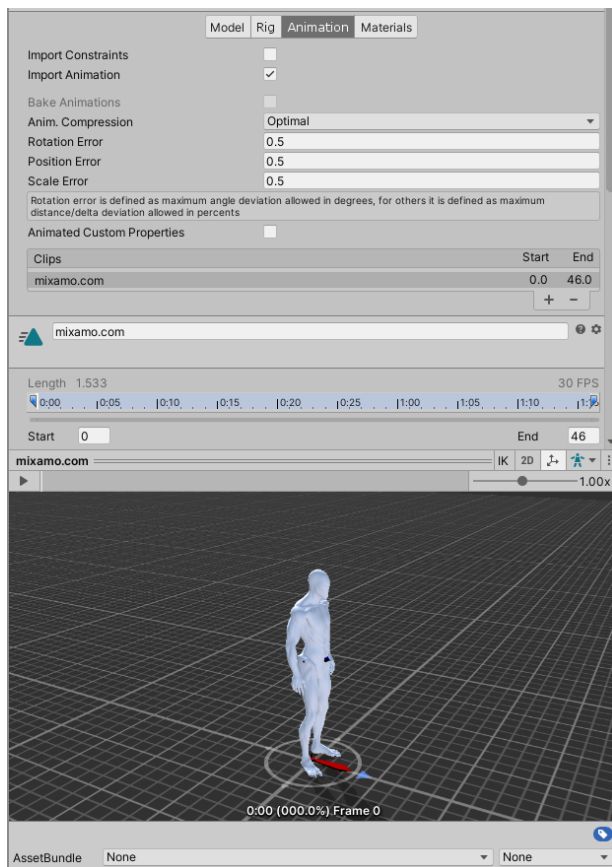 Model Rig Animation Materials
Import Constraints
Import Animation
Bake Animations
Anim. Compression Optimal
Rotation Error 0.5
Position Error 0.5
Scale Error 0.5
Rotation error is defined as maximum angle deviation allowed in degrees, for others it is defined as maximum
distance/delta deviation allowed in percents
Animated Custom Properties
Clips Start End
mixamo.com 0.0 46.0
+ −
mixamo.com
Length 1.533 30 FPS
0:00 0:05 0:10 0:15 0:20 0:25 1:00 1:05 1:10
Start 0 End 46
mixamo.com IK 2D
1.00x
0:00 (000.0%) Frame 0
AssetBundle None None